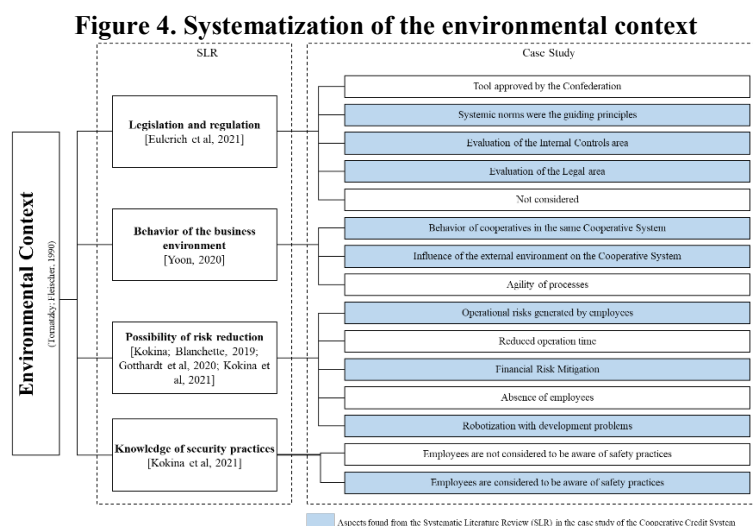 Figure 4. Systematization of the environmental context
SLR
Case Study
Environmental Context
(Tornatzky; Fleischer, 1990)
Legislation and regulation
[Eulerich et al, 2021]
Tool approved by the Confederation
Systemic norms were the guiding principles
Evaluation of the Internal Controls area
Evaluation of the Legal area
Not considered
Behavior of the business
environment
[Yoon, 2020]
Behavior of cooperatives in the same Cooperative System
Influence of the external environment on the Cooperative System
Agility of processes
Possibility of risk reduction
[Kokina; Blanchette, 2019;
Gotthardt et al, 2020; Kokina et
al, 2021]
Operational risks generated by employees
Reduced operation time
Financial Risk Mitigation
Absence of employees
Robotization with development problems
Knowledge of security practices
[Kokina et al, 2021]
Employees are not considered to be aware of safety practices
Employees are considered to be aware of safety practices
Aspects found from the Systematic Literature Review (SLR) in the case study of the Cooperative Credit System